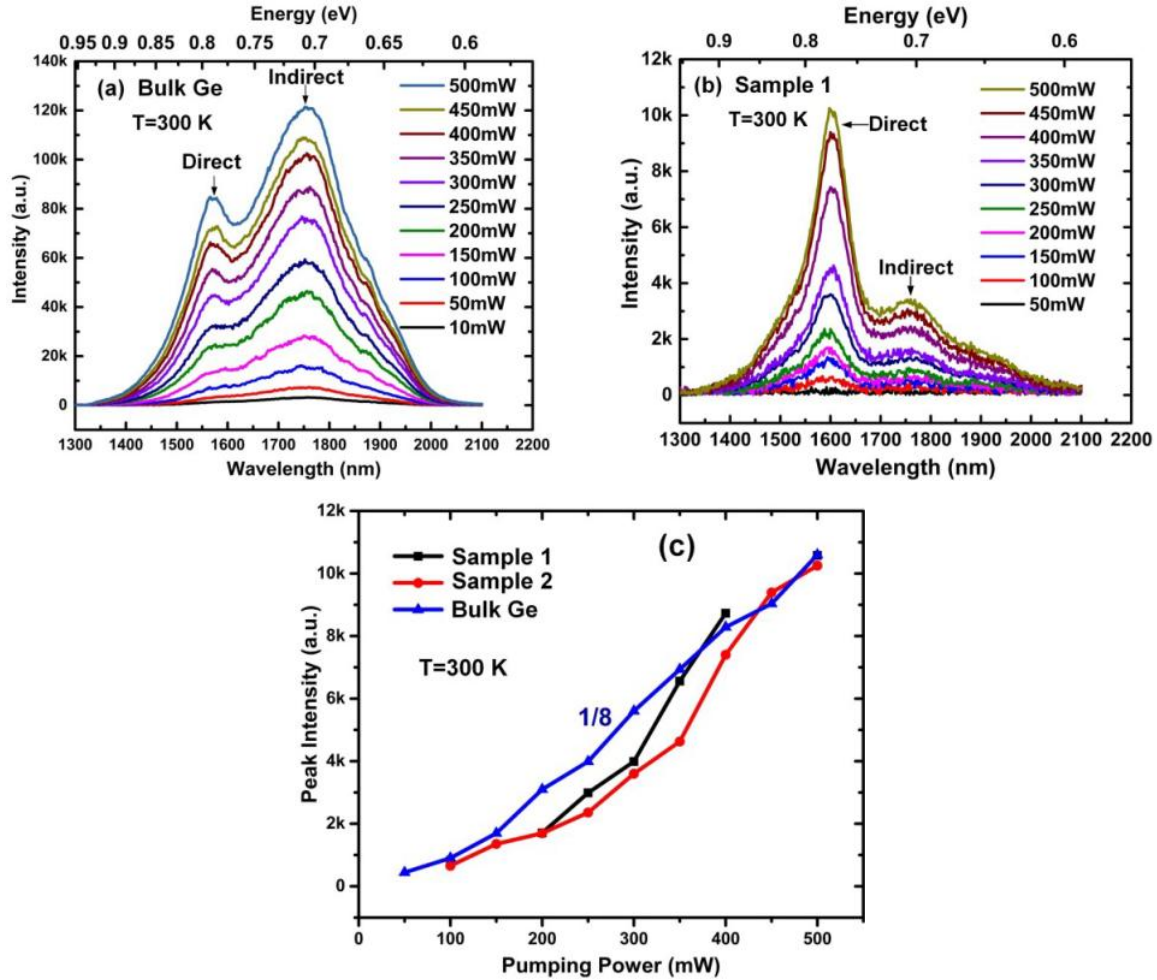 Energy (eV)
0.95 0.9 0.85 0.8 0.75 0.7 0.65 0.6
140k
120k
100k
80k
60k
40k
20k
0
Intensity (a.u.)
(a) Bulk Ge
T=300 K
Direct
Indirect
500mW
450mW
400mW
350mW
300mW
250mW
200mW
150mW
100mW
50mW
10mW
1300 1400 1500 1600 1700 1800 1900 2000 2100 2200
Wavelength (nm)
Energy (eV)
0.9 0.8 0.7 0.6
12k
10k
8k
6k
4k
2k
0
Intensity (a.u.)
(b) Sample 1
T=300 K
Direct
Indirect
500mW
450mW
400mW
350mW
300mW
250mW
200mW
150mW
100mW
50mW
1300 1400 1500 1600 1700 1800 1900 2000 2100 2200
Wavelength (nm)
12k
10k
8k
6k
4k
2k
0
Peak Intensity (a.u.)
Sample 1
Sample 2
Bulk Ge
(c)
T=300 K
1/8
0 100 200 300 400 500
Pumping Power (mW)